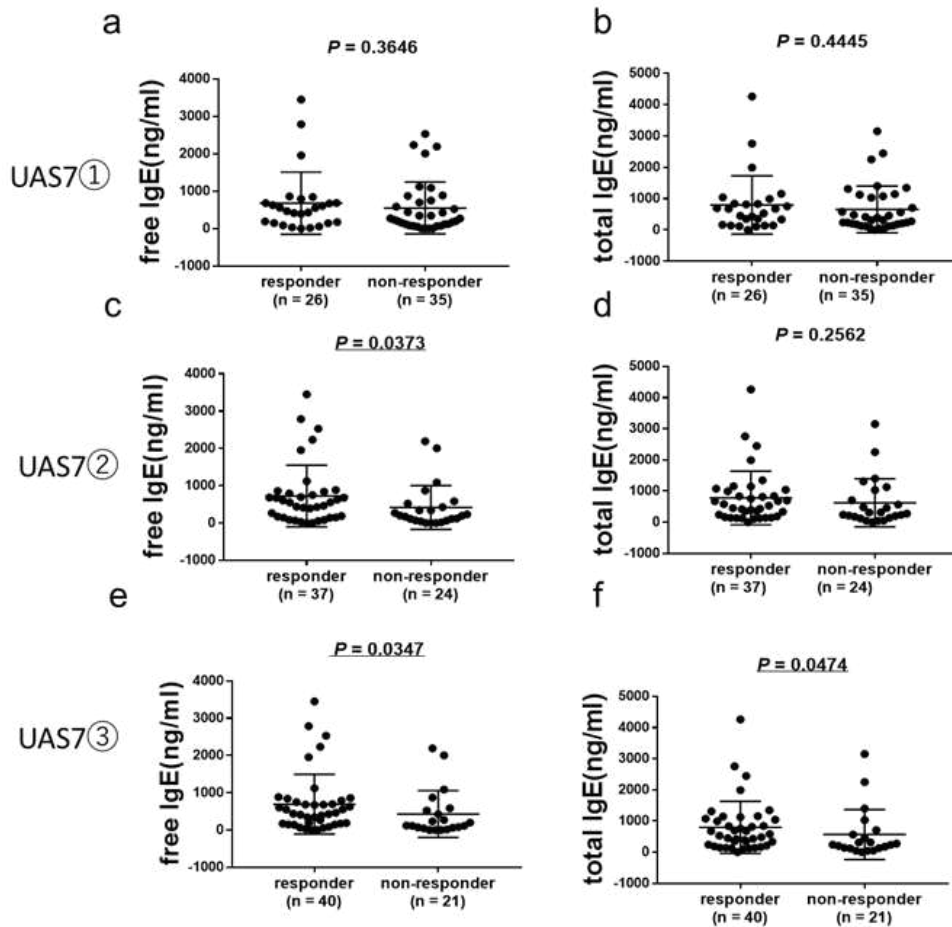 a
b
P = 0.3646
P = 0.4445
UAS7①
free IgE(ng/ml)
4000
3000
2000
1000
0
-1000
responder
(n = 26)
non-responder
(n = 35)
total IgE(ng/ml)
5000
4000
3000
2000
1000
0
-1000
responder
(n = 26)
non-responder
(n = 35)
c
d
P = 0.0373
P = 0.2562
UAS7②
free IgE(ng/ml)
4000
3000
2000
1000
0
-1000
responder
(n = 37)
non-responder
(n = 24)
total IgE(ng/ml)
5000
4000
3000
2000
1000
0
-1000
responder
(n = 37)
non-responder
(n = 24)
e
f
P = 0.0347
P = 0.0474
UAS7③
free IgE(ng/ml)
4000
3000
2000
1000
0
-1000
responder
(n = 40)
non-responder
(n = 21)
total IgE(ng/ml)
5000
4000
3000
2000
1000
0
-1000
responder
(n = 40)
non-responder
(n = 21)